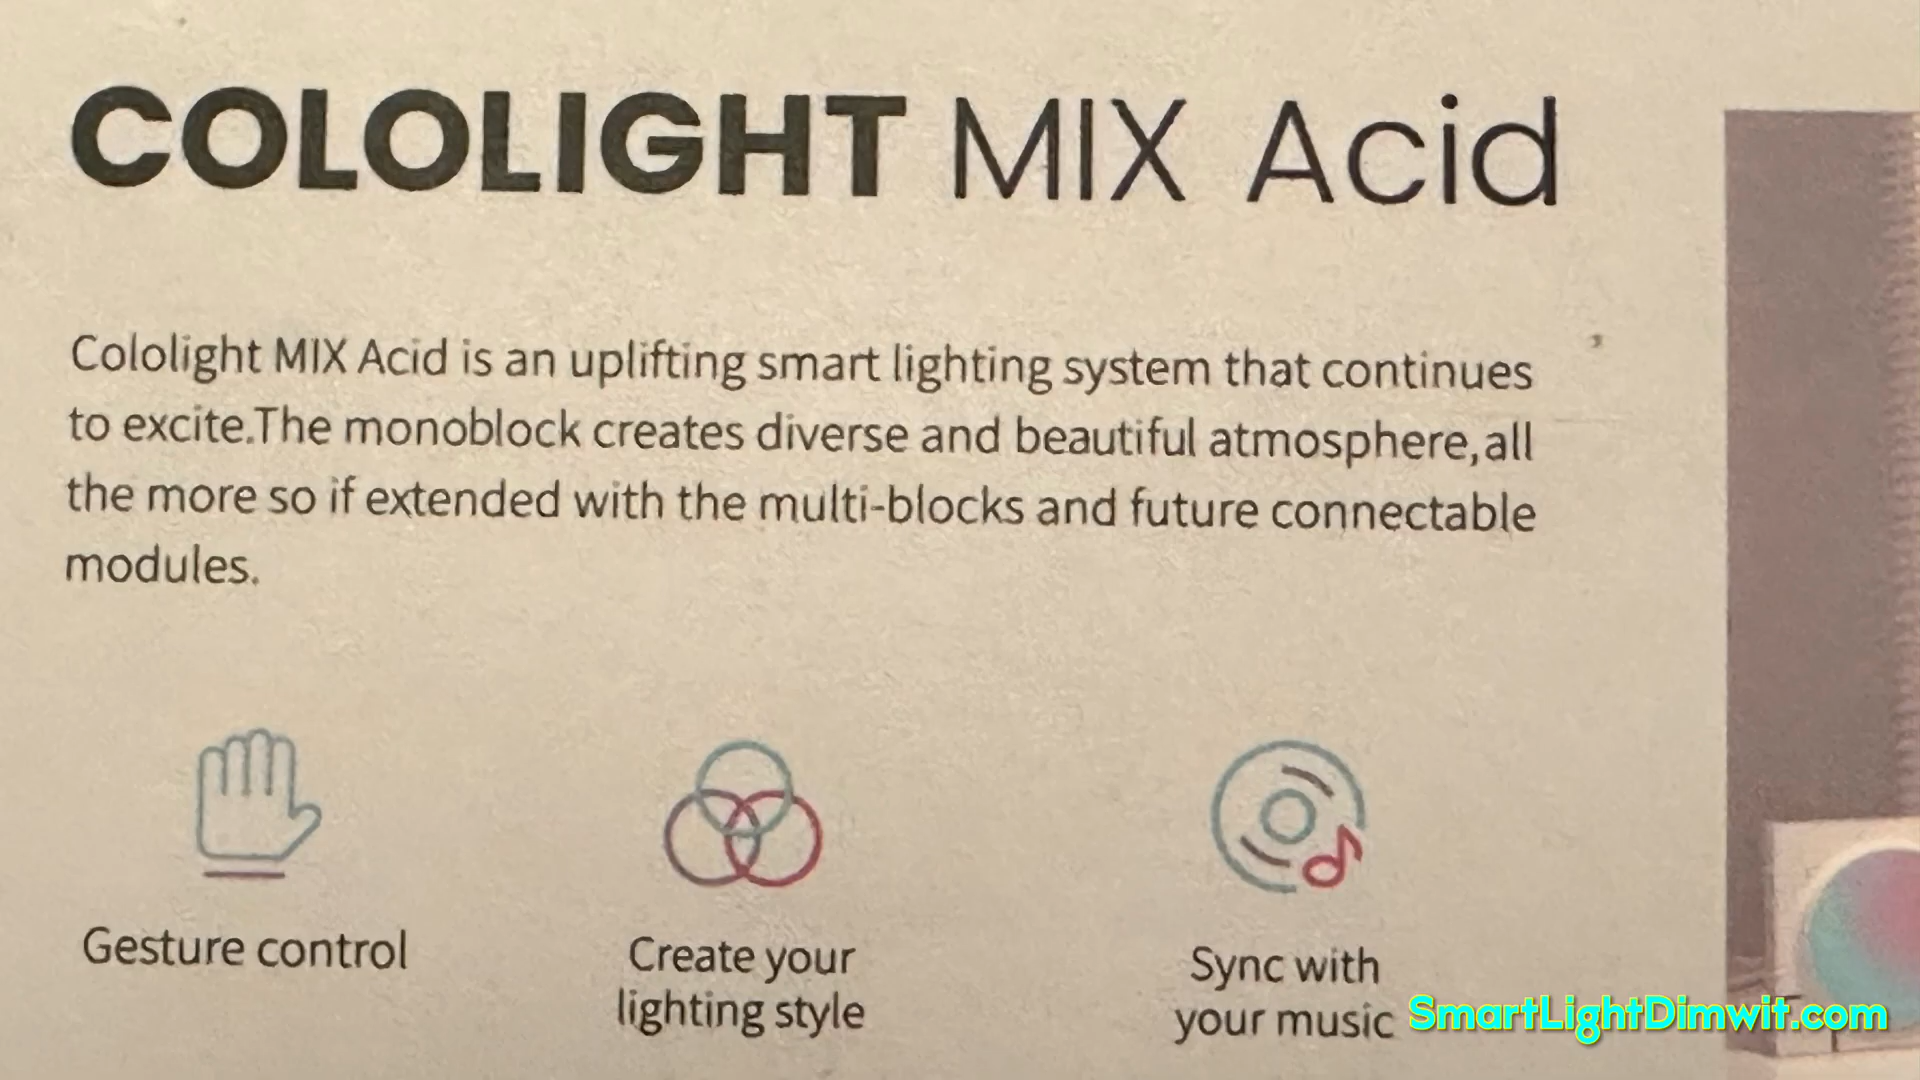 COLOLIGHT MIX Acid
Cololight MIX Acid is an uplifting smart lighting system that continues
to excite.The monoblock creates diverse and beautiful atmosphere,all
the more so if extended with the multi-blocks and future connectable
modules.
Gesture control
Create your
lighting style
Sync with
your music
SmartLightDimwit.com